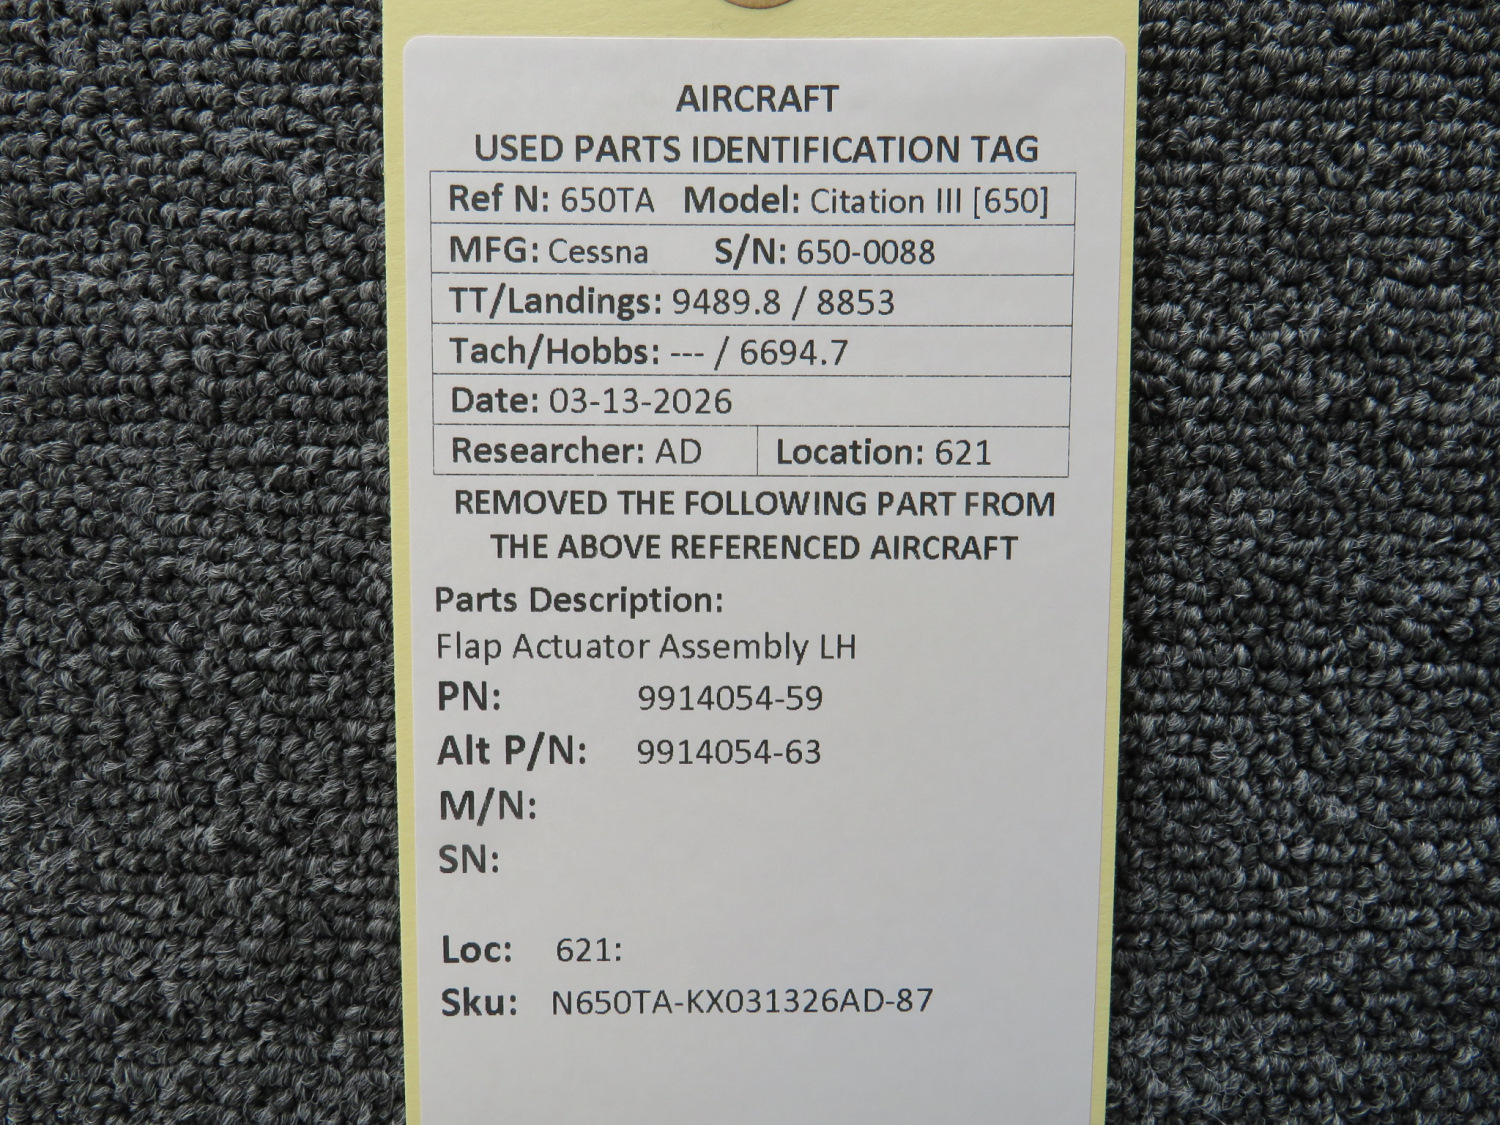 AIRCRAFT
USED PARTS IDENTIFICATION TAG
Ref N: 650TA Model: Citation III [650]
MFG: Cessna S/N: 650-0088
TT/Landings: 9489.8 / 8853
Tach/Hobbs: --- / 6694.7
Date: 03-13-2026
Researcher: AD Location: 621
REMOVED THE FOLLOWING PART FROM
THE ABOVE REFERENCED AIRCRAFT
Parts Description:
Flap Actuator Assembly LH
PN: 9914054-59
Alt P/N: 9914054-63
M/N:
SN:
Loc: 621:
Sku: N650TA-KX031326AD-87